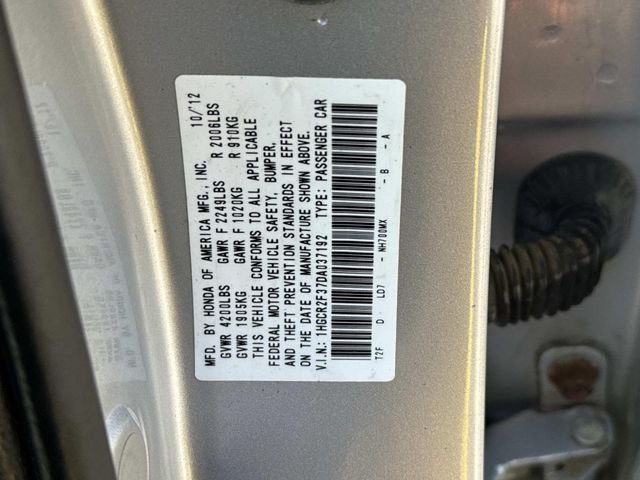 MFD. BY HONDA OF AMERICA MFG., INC. 10/12
GVWR 4200LBS GAWR F 2249LBS R 2006LBS
GVWR 1905KG GAWR F 1020KG R 910KG
THIS VEHICLE CONFORMS TO ALL APPLICABLE
FEDERAL MOTOR VEHICLE SAFETY, BUMPER,
AND THEFT PREVENTION STANDARDS IN EFFECT
ON THE DATE OF MANUFACTURE SHOWN ABOVE.
V.I.N.: 1HGCR2F37DA037192 TYPE: PASSENGER CAR
T2F D LD7 - NH700MX - B - A